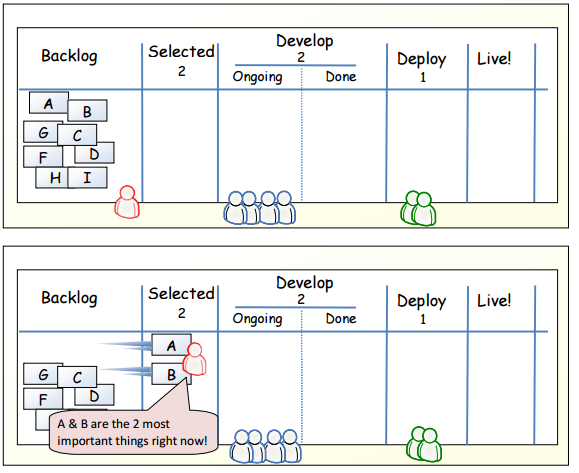 Backlog
Selected
2
Develop
2
Ongoing
Done
Deploy
1
Live!
A
B
G
C
F
D
H
I
Backlog
Selected
2
Develop
2
Ongoing
Done
Deploy
1
Live!
A
B
G
C
F
D
A & B are the 2 most
important things right now!